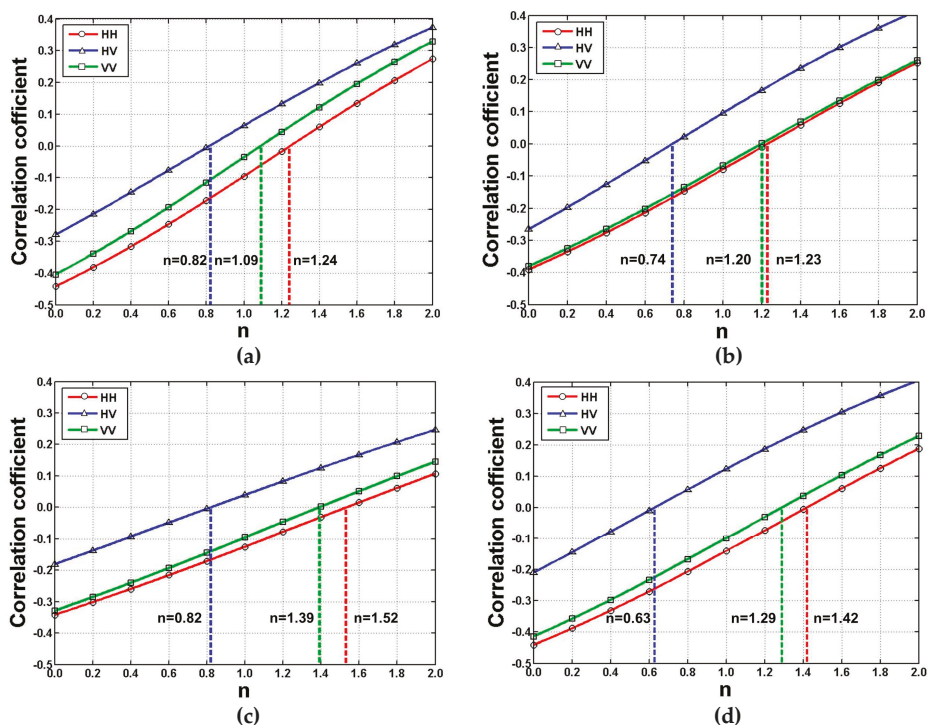 0.4
0.3
0.2
0.1
0.0
-0.1
-0.2
-0.3
-0.4
-0.5
Correlation cofficient
HH
HV
VV
n=0.82 n=1.09 n=1.24
0.0 0.2 0.4 0.6 0.8 1.0 1.2 1.4 1.6 1.8 2.0
n
(a)
0.4
0.3
0.2
0.1
0.0
-0.1
-0.2
-0.3
-0.4
-0.5
Correlation cofficient
HH
HV
VV
n=0.74 n=1.20 n=1.23
0.0 0.2 0.4 0.6 0.8 1.0 1.2 1.4 1.6 1.8 2.0
n
(b)
0.4
0.3
0.2
0.1
0.0
-0.1
-0.2
-0.3
-0.4
-0.5
Correlation cofficient
HH
HV
VV
n=0.82 n=1.39 n=1.52
0.0 0.2 0.4 0.6 0.8 1.0 1.2 1.4 1.6 1.8 2.0
n
(c)
0.4
0.3
0.2
0.1
0.0
-0.1
-0.2
-0.3
-0.4
-0.5
Correlation cofficient
HH
HV
VV
n=0.63 n=1.29 n=1.42
0.0 0.2 0.4 0.6 0.8 1.0 1.2 1.4 1.6 1.8 2.0
n
(d)